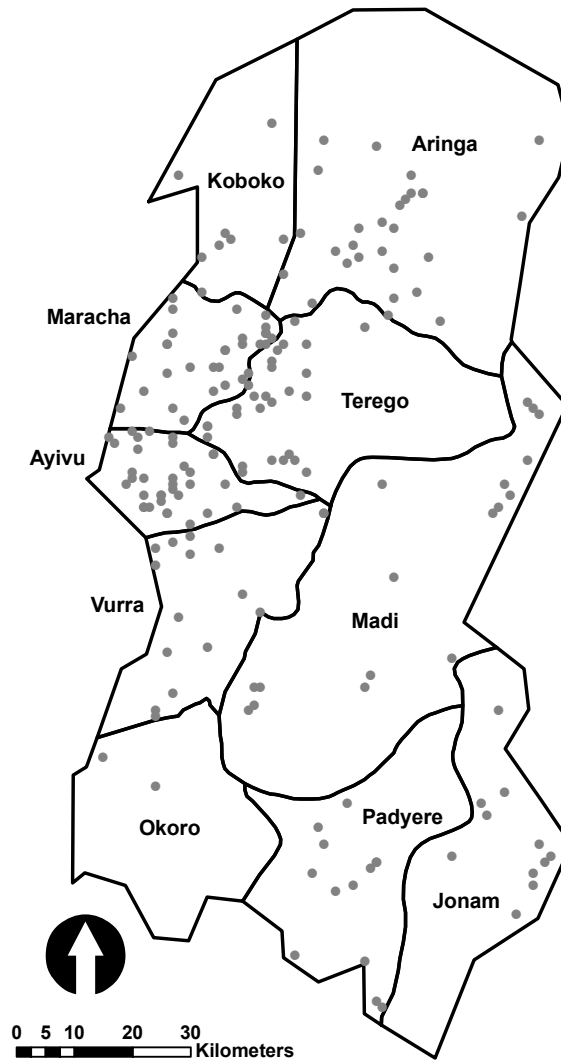 Aringa
Koboko
Maracha
Terego
Ayivu
Vurra
Madi
Padyere
Okoro
Jonam
0 5 10 20 30
Kilometers